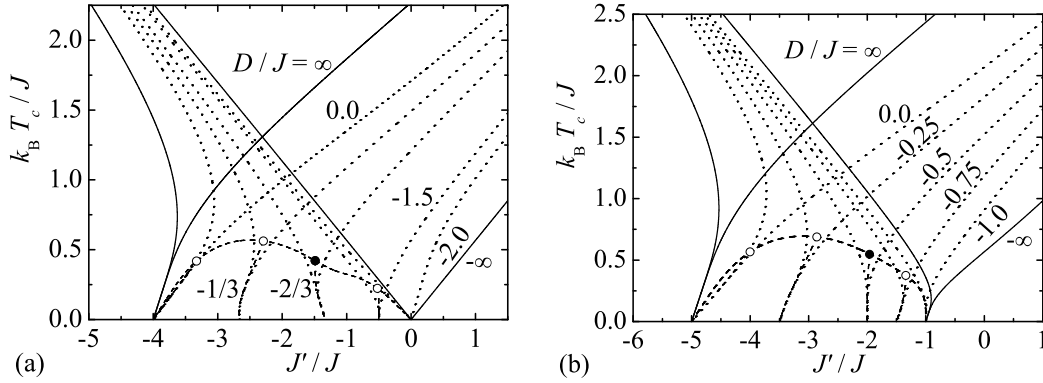 2.0
1.5
1.0
0.5
0.0
k_B T_c / J
D / J = ∞
0.0
-1.5
-2.0
-∞
-1/3
-2/3
-5 -4 -3 -2 -1 0 1
(a)
J' / J
2.5
2.0
1.5
1.0
0.5
0.0
k_B T_c / J
D / J = ∞
0.0
-0.25
-0.5
-0.75
-1.0
-∞
-6 -5 -4 -3 -2 -1 0 1
(b)
J' / J